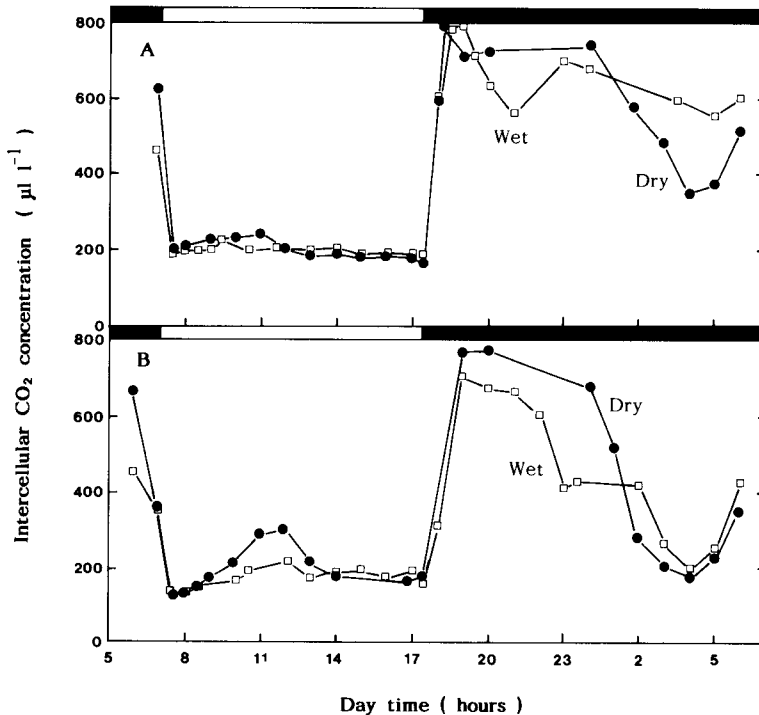 800
A
600
400
200
0
Wet
Dry
800
B
600
400
200
0
Dry
Wet
5
8
11
14
17
20
23
2
5
Intercellular CO₂ concentration ( µl l⁻¹ )
Day time ( hours )